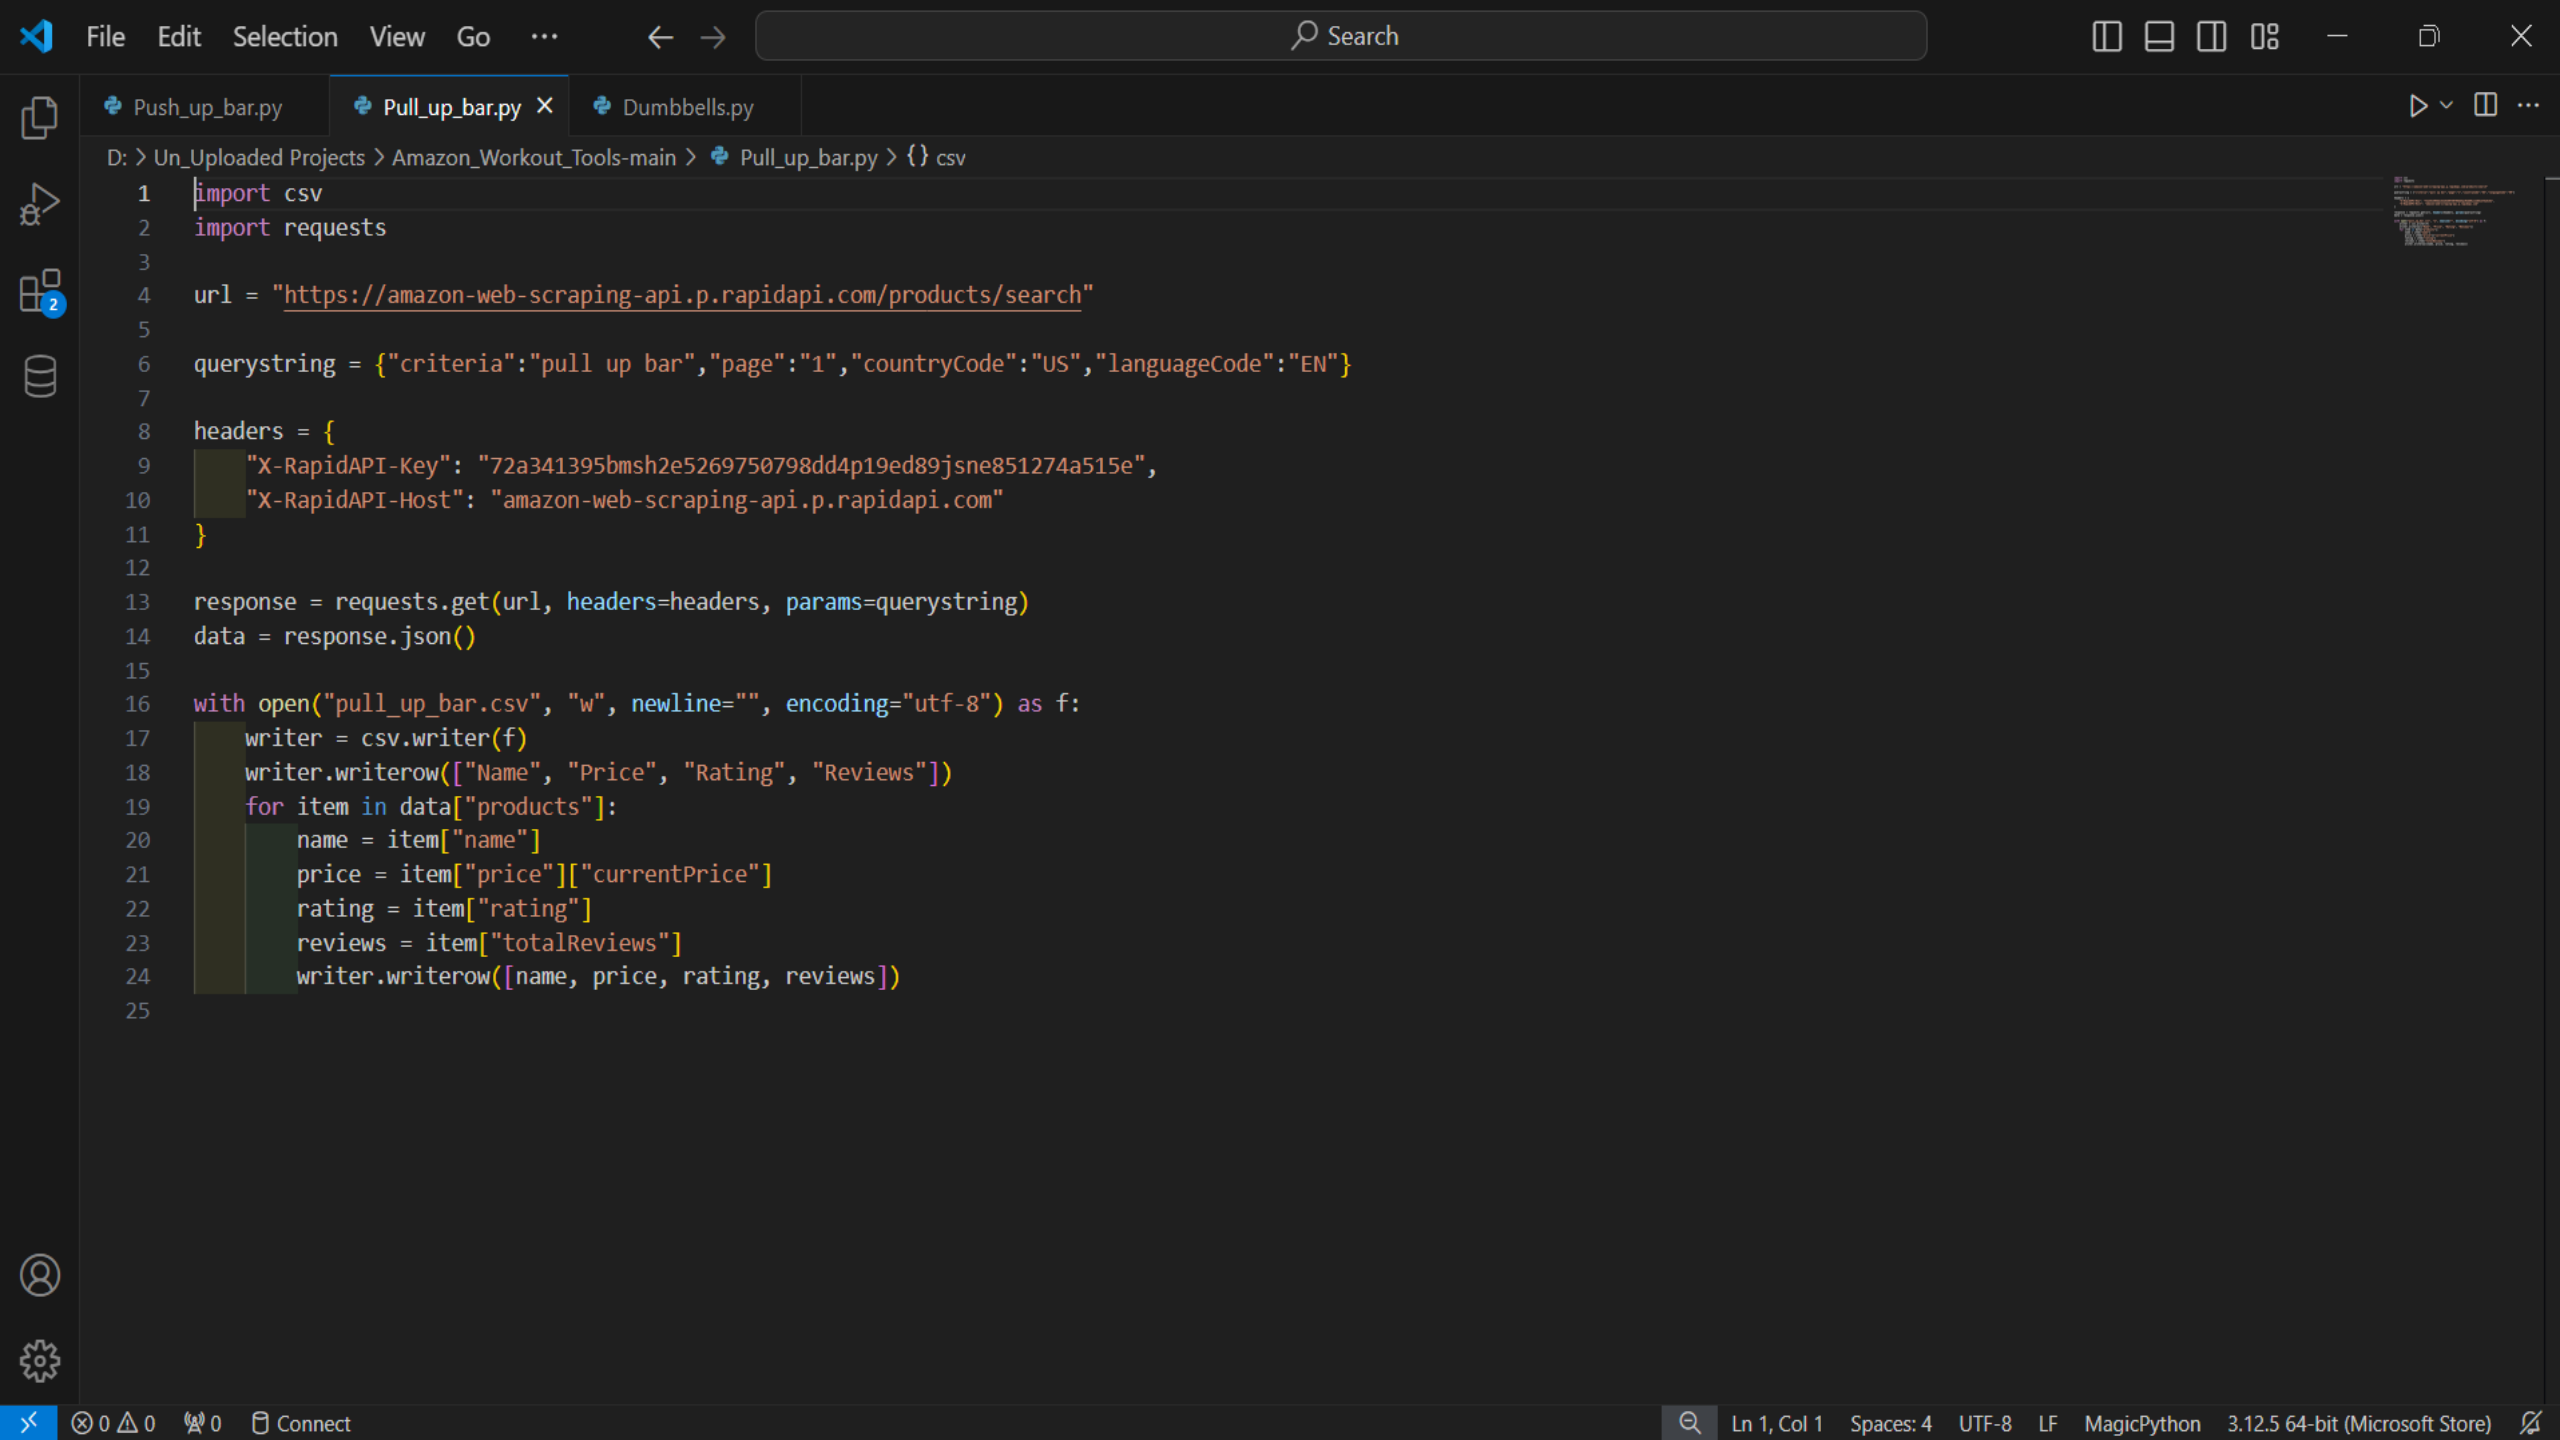 File Edit Selection View Go ··· Search
Push_up_bar.py Pull_up_bar.py Dumbbells.py
D: > Un_Uploaded Projects > Amazon_Workout_Tools-main > Pull_up_bar.py > {} csv
1 import csv
2 import requests
3
4 url = "https://amazon-web-scraping-api.p.rapidapi.com/products/search"
5
6 querystring = {"criteria":"pull up bar","page":"1","countryCode":"US","languageCode":"EN"}
7
8 headers = {
9     "X-RapidAPI-Key": "72a341395bmsh2e5269750798dd4p19ed89jsne851274a515e",
10     "X-RapidAPI-Host": "amazon-web-scraping-api.p.rapidapi.com"
11 }
12
13 response = requests.get(url, headers=headers, params=querystring)
14 data = response.json()
15
16 with open("pull_up_bar.csv", "w", newline="", encoding="utf-8") as f:
17     writer = csv.writer(f)
18     writer.writerow(["Name", "Price", "Rating", "Reviews"])
19     for item in data["products"]:
20         name = item["name"]
21         price = item["price"]["currentPrice"]
22         rating = item["rating"]
23         reviews = item["totalReviews"]
24         writer.writerow([name, price, rating, reviews])
25
2
0 0 0 Connect Ln 1, Col 1 Spaces: 4 UTF-8 LF MagicPython 3.12.5 64-bit (Microsoft Store)